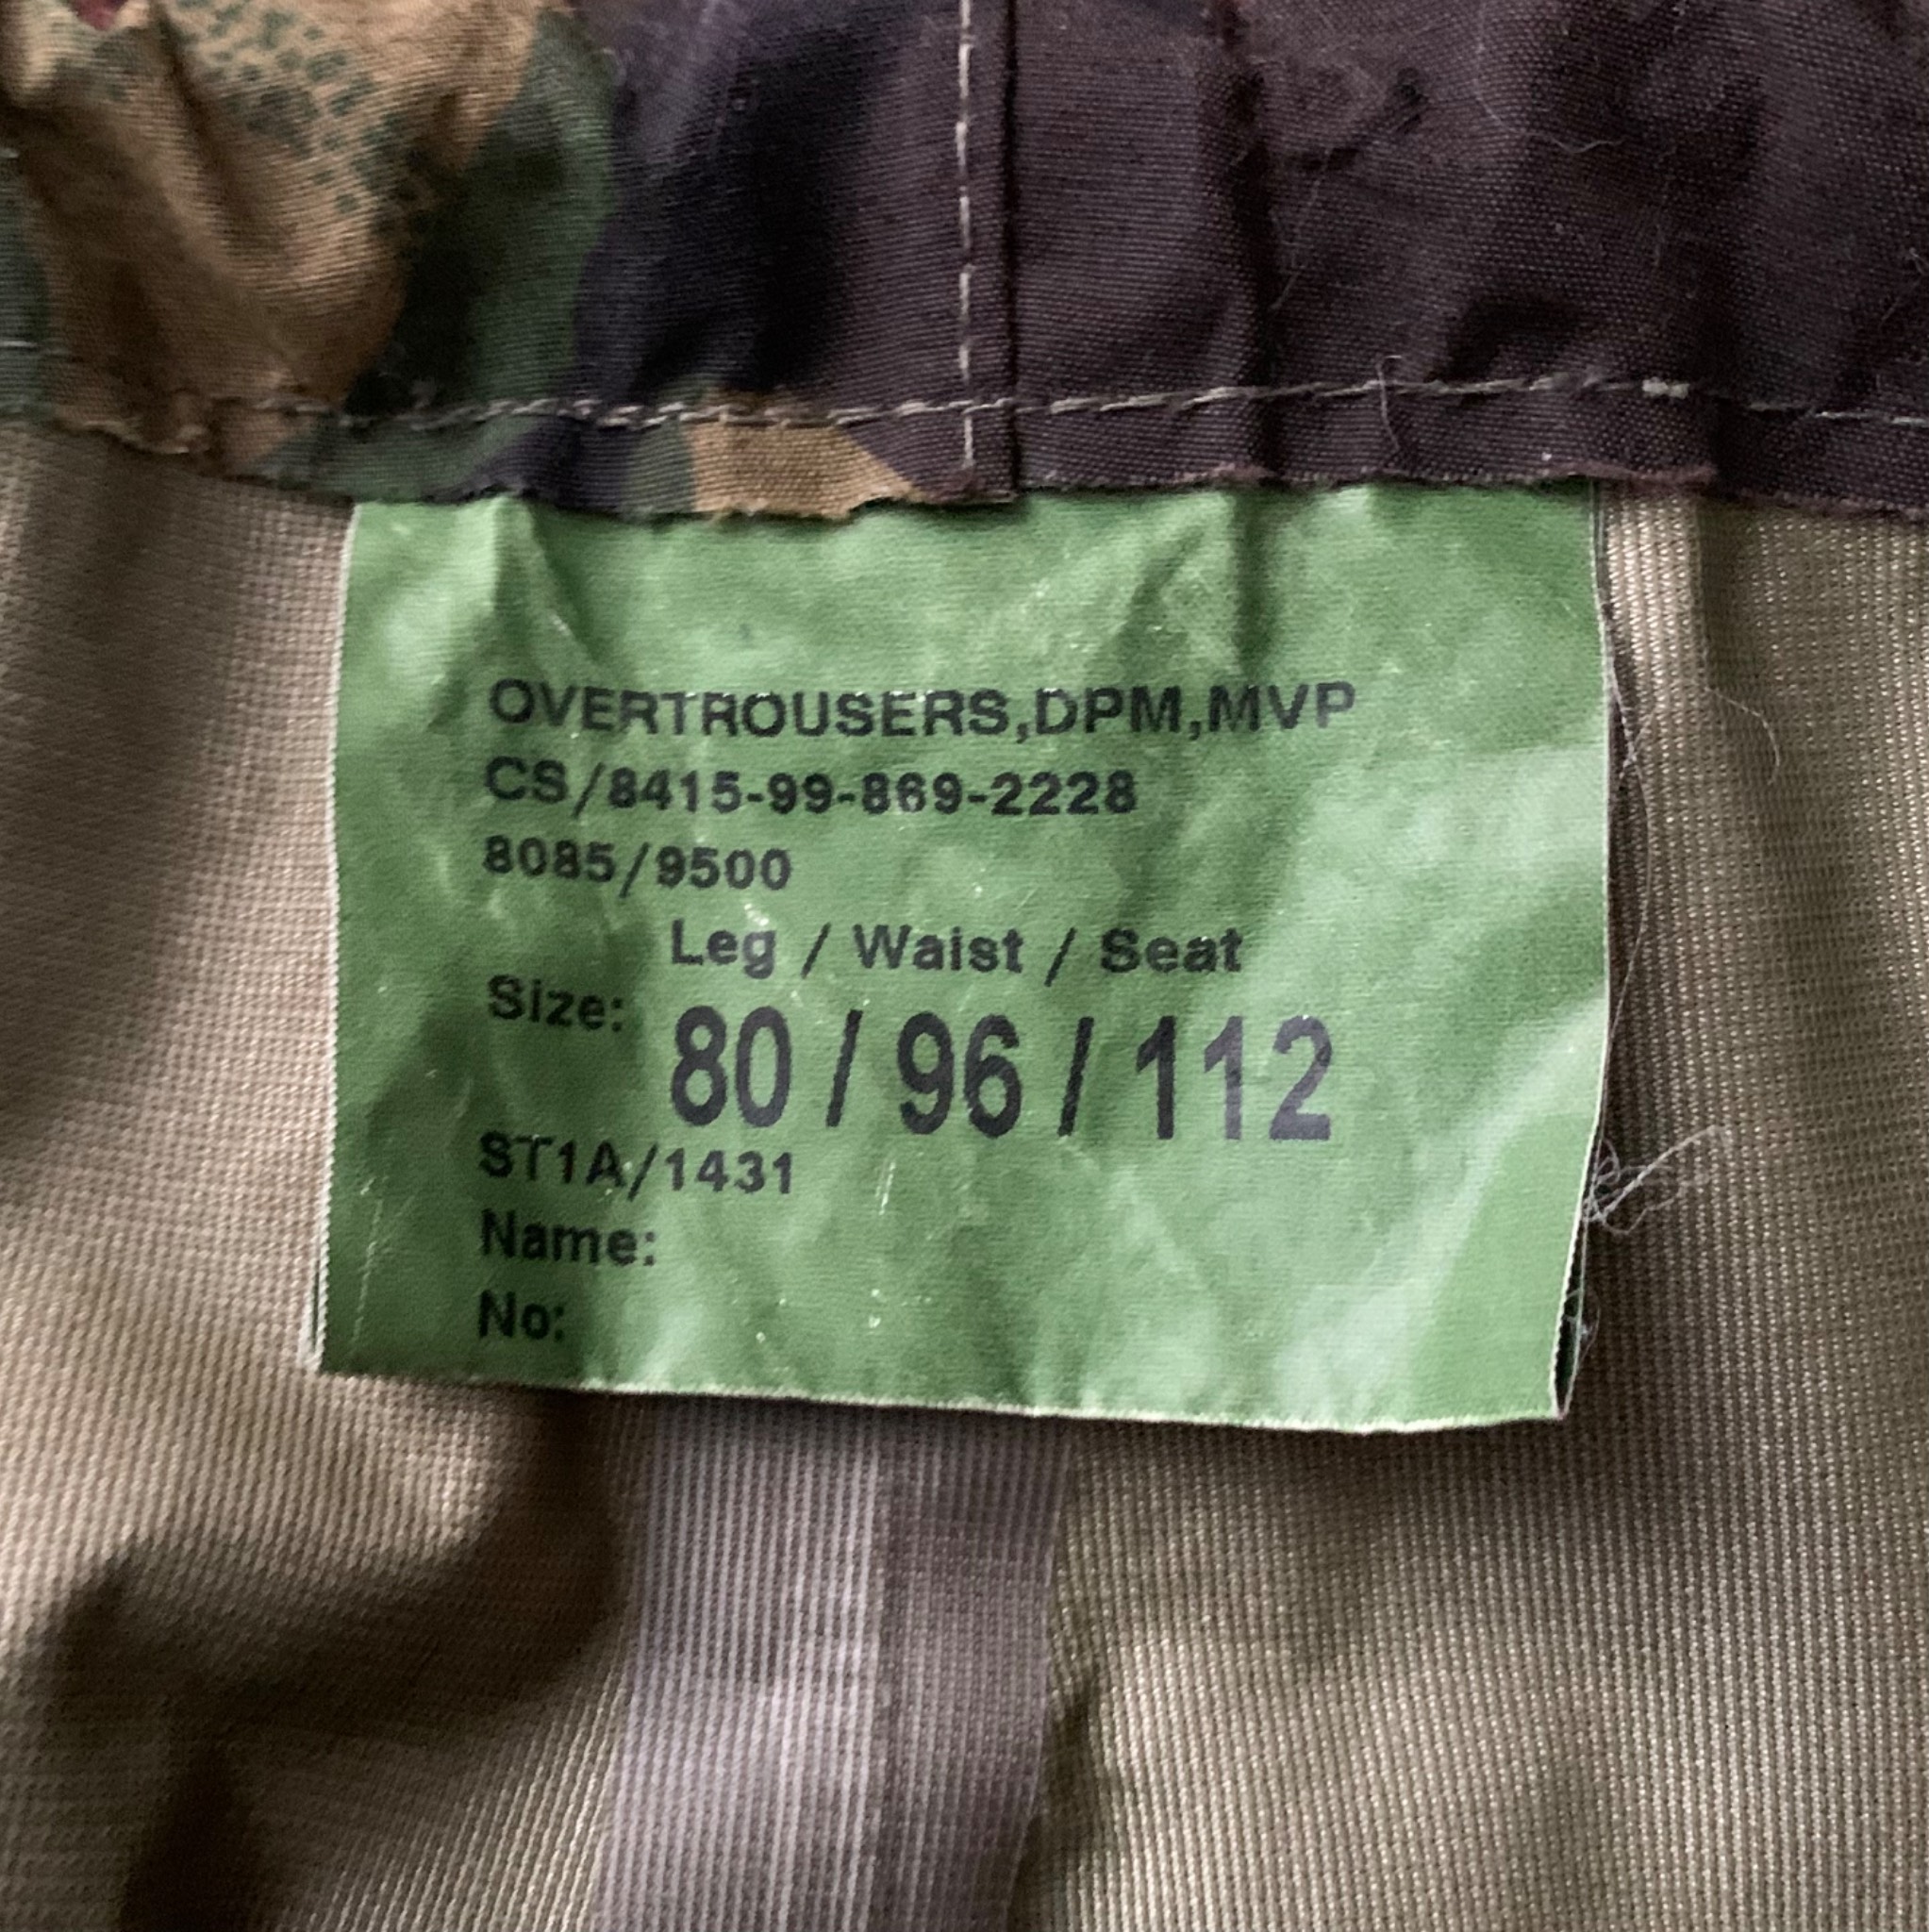 OVERTROUSERS,DPM,MVP
CS/8415-99-869-2228
8085/9500
Leg / Waist / Seat
Size: 80 / 96 / 112
ST1A/1431
Name:
No: